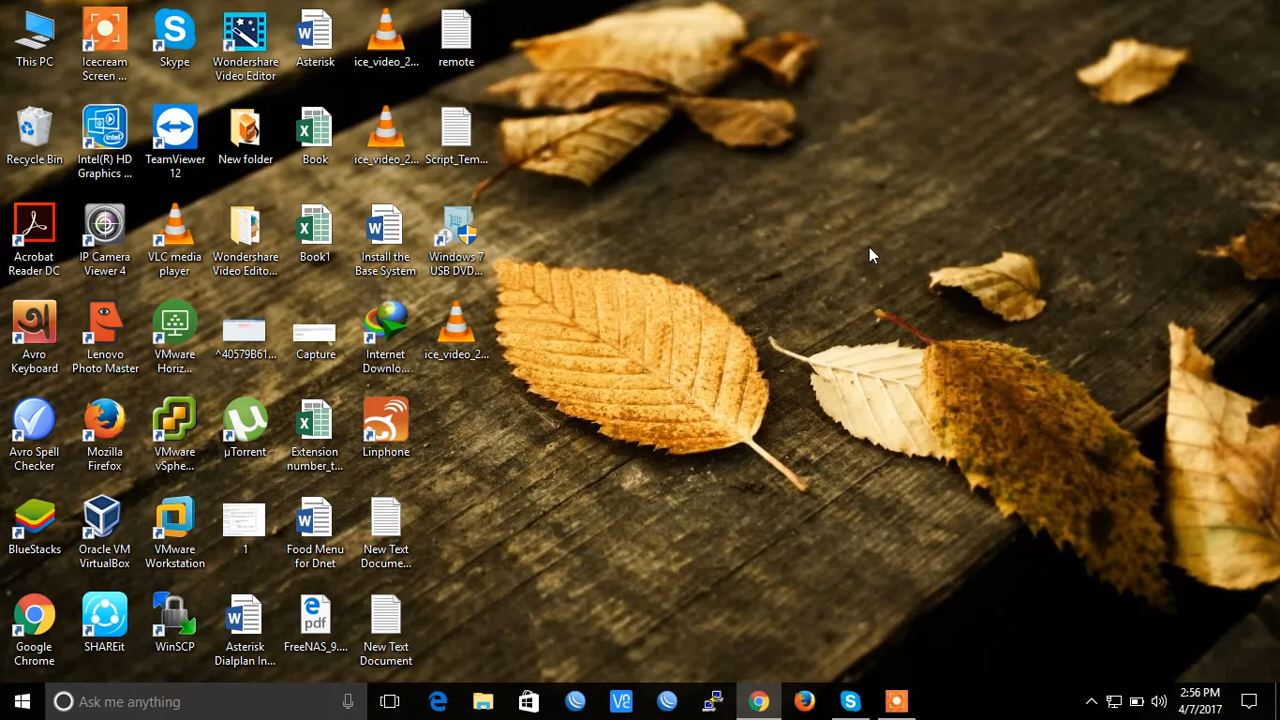 This PC
Icecream
Screen ...
Skype
Wondershare
Video Editor
Asterisk
ice_video_2...
remote
Recycle Bin
Intel(R) HD
Graphics ...
TeamViewer
12
New folder
Book
ice_video_2...
Script_Tem...
Acrobat
Reader DC
IP Camera
Viewer 4
VLC media
player
Wondershare
Video Edito...
Book1
Install the
Base System
Windows 7
USB DVD...
Avro
Keyboard
Lenovo
Photo Master
VMware
Horiz...
^40579B61...
Capture
Internet
Downlo...
ice_video_2...
Avro Spell
Checker
Mozilla
Firefox
VMware
vSphe...
µTorrent
Extension
number_t...
Linphone
BlueStacks
Oracle VM
VirtualBox
VMware
Workstation
1
Food Menu
for Dnet
New Text
Docume...
Google
Chrome
SHAREit
WinSCP
Asterisk
Dialplan In...
FreeNAS_9....
New Text
Document
Ask me anything
2:56 PM
4/7/2017